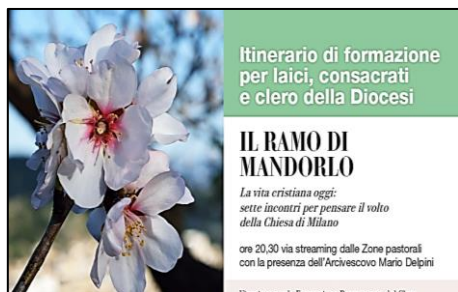 Itinerario di formazione
per laici, consacrati
e clero della Diocesi
IL RAMO DI
MANDORLO
La vita cristiana oggi:
sette incontri per pensare il volto
della Chiesa di Milano
ore 20,30 via streaming dalle Zone pastorali
con la presenza dell'Arcivescovo Mario Delpini